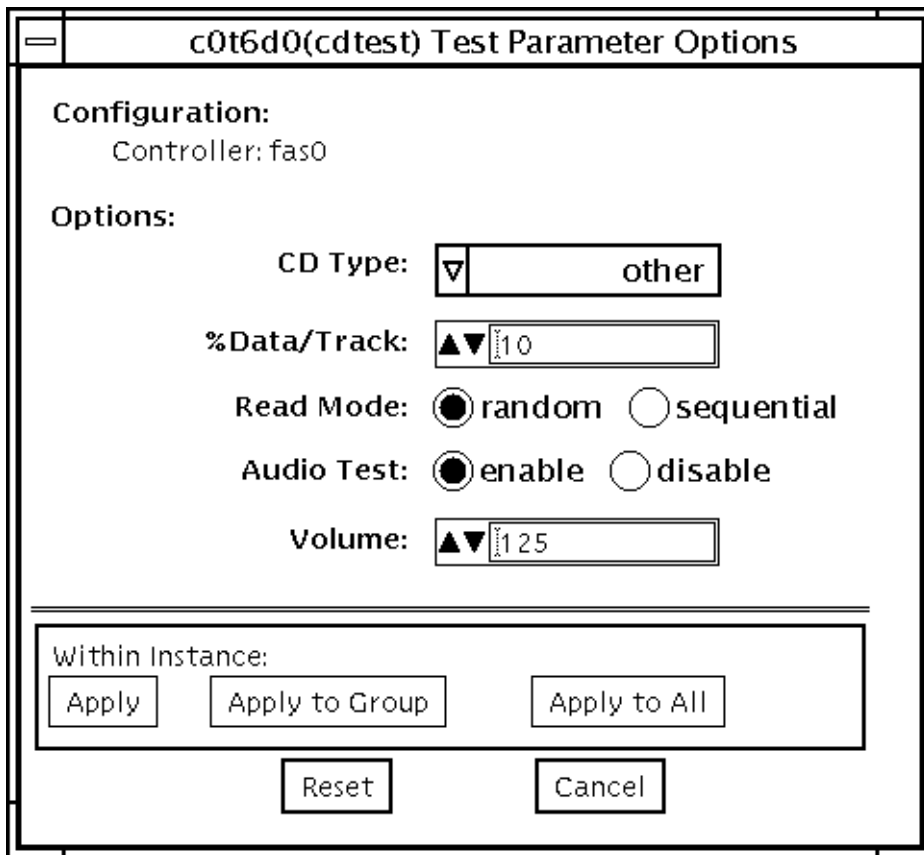 c0t6d0(cdtest) Test Parameter Options
Configuration:
Controller: fas0
Options:
CD Type: other
%Data/Track: 10
Read Mode: random sequential
Audio Test: enable disable
Volume: 125
Within Instance:
Apply Apply to Group Apply to All
Reset Cancel